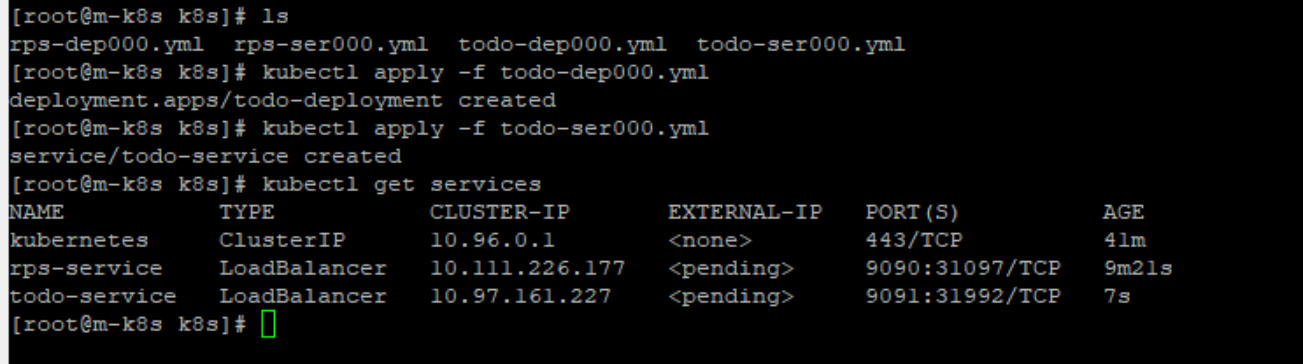 [root@m-k8s k8s]# ls
rps-dep000.yml  rps-ser000.yml  todo-dep000.yml  todo-ser000.yml
[root@m-k8s k8s]# kubectl apply -f todo-dep000.yml
deployment.apps/todo-deployment created
[root@m-k8s k8s]# kubectl apply -f todo-ser000.yml
service/todo-service created
[root@m-k8s k8s]# kubectl get services
NAME           TYPE           CLUSTER-IP       EXTERNAL-IP   PORT(S)          AGE
kubernetes     ClusterIP      10.96.0.1        <none>        443/TCP          41m
rps-service    LoadBalancer   10.111.226.177   <pending>     9090:31097/TCP   9m21s
todo-service   LoadBalancer   10.97.161.227    <pending>     9091:31992/TCP   7s
[root@m-k8s k8s]#